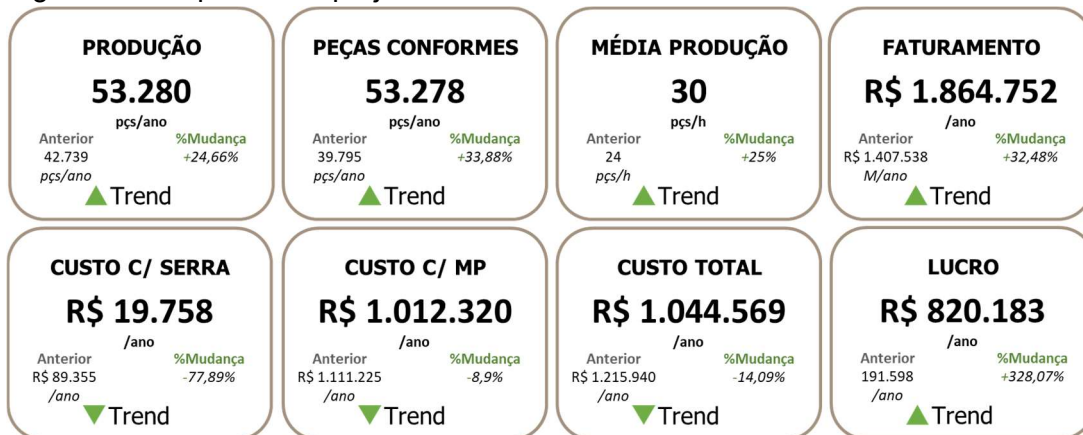 PRODUÇÃO
53.280
pçs/ano
Anterior %Mudança
42.739 +24,66%
pçs/ano
Trend
PEÇAS CONFORMES
53.278
pçs/ano
Anterior %Mudança
39.795 +33,88%
pçs/ano
Trend
MÉDIA PRODUÇÃO
30
pçs/h
Anterior %Mudança
24 +25%
pçs/h
Trend
FATURAMENTO
R$ 1.864.752
/ano
Anterior %Mudança
R$ 1.407.538 +32,48%
M/ano
Trend
CUSTO C/ SERRA
R$ 19.758
/ano
Anterior %Mudança
R$ 89.355 -77,89%
/ano
Trend
CUSTO C/ MP
R$ 1.012.320
/ano
Anterior %Mudança
R$ 1.111.225 -8,9%
/ano
Trend
CUSTO TOTAL
R$ 1.044.569
/ano
Anterior %Mudança
R$ 1.215.940 -14,09%
/ano
Trend
LUCRO
R$ 820.183
/ano
Anterior %Mudança
191.598 +328,07%
/ano
Trend